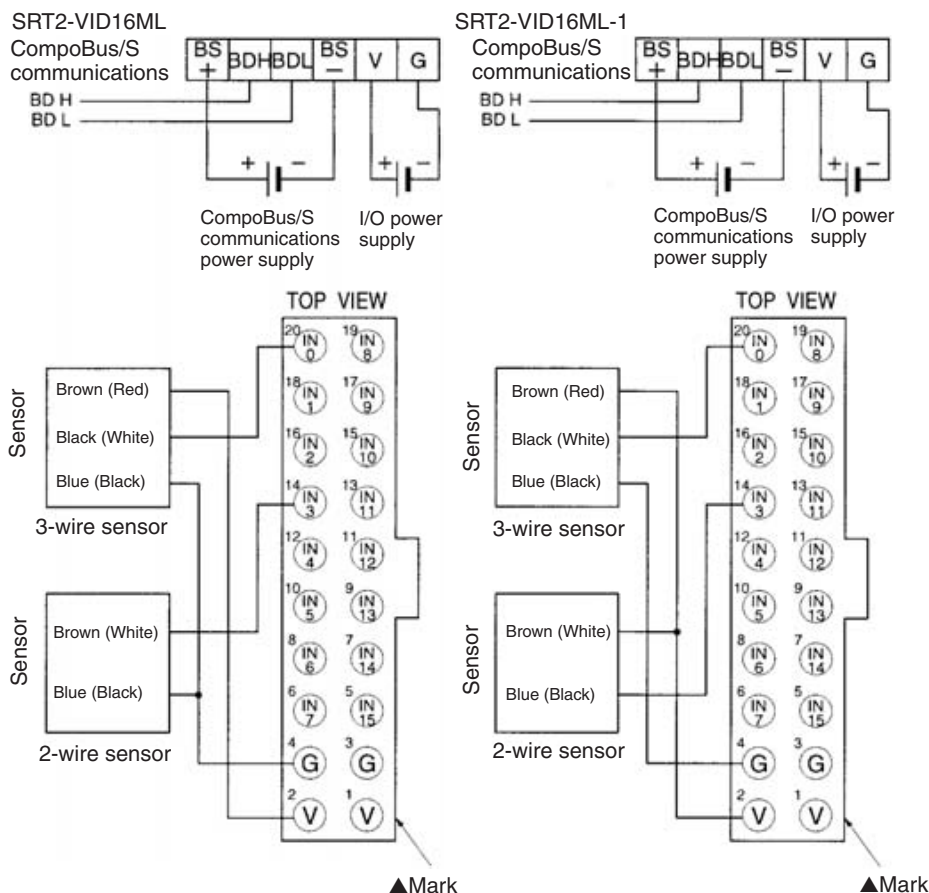 SRT2-VID16ML
CompoBus/S
communications
BS
+
BDH
BDL
BS
–
V
G
BD H
BD L
+
–
+
–
CompoBus/S
communications
power supply
I/O power
supply
TOP VIEW
20 IN 0
19 IN 8
18 IN 1
17 IN 9
16 IN 2
15 IN 10
14 IN 3
13 IN 11
12 IN 4
11 IN 12
10 IN 5
9 IN 13
8 IN 6
7 IN 14
6 IN 7
5 IN 15
4 G
3 G
2 V
1 V
Sensor
Brown (Red)
Black (White)
Blue (Black)
3-wire sensor
Sensor
Brown (White)
Blue (Black)
2-wire sensor
▲Mark
SRT2-VID16ML-1
CompoBus/S
communications
BS
+
BDH
BDL
BS
–
V
G
BD H
BD L
+
–
+
–
CompoBus/S
communications
power supply
I/O power
supply
TOP VIEW
20 IN 0
19 IN 8
18 IN 1
17 IN 9
16 IN 2
15 IN 10
14 IN 3
13 IN 11
12 IN 4
11 IN 12
10 IN 5
9 IN 13
8 IN 6
7 IN 14
6 IN 7
5 IN 15
4 G
3 G
2 V
1 V
Sensor
Brown (Red)
Black (White)
Blue (Black)
3-wire sensor
Sensor
Brown (White)
Blue (Black)
2-wire sensor
▲Mark